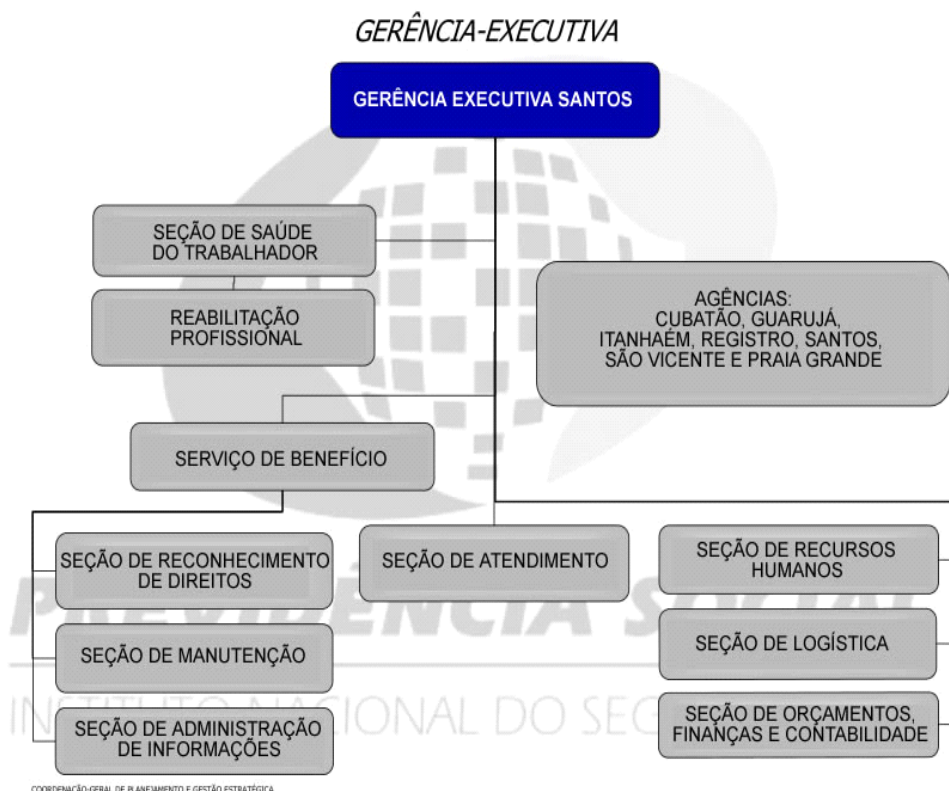 GERÊNCIA-EXECUTIVA
GERÊNCIA EXECUTIVA SANTOS
SEÇÃO DE SAÚDE
DO TRABALHADOR
REABILITAÇÃO
PROFISSIONAL
AGÊNCIAS:
CUBATÃO, GUARUJÁ,
ITANHAÉM, REGISTRO, SANTOS,
SÃO VICENTE E PRAIA GRANDE
SERVIÇO DE BENEFÍCIO
SEÇÃO DE RECONHECIMENTO
DE DIREITOS
SEÇÃO DE ATENDIMENTO
SEÇÃO DE RECURSOS
HUMANOS
PREVIDÊNCIA SOCIAL
SEÇÃO DE MANUTENÇÃO
SEÇÃO DE LOGÍSTICA
INSTITUTO NACIONAL DO
SEÇÃO DE ADMINISTRAÇÃO
DE INFORMAÇÕES
SEÇÃO DE ORÇAMENTOS,
FINANÇAS E CONTABILIDADE
COORDENAÇÃO-GERAL DE PLANEJAMENTO E GESTÃO ESTRATÉGICA